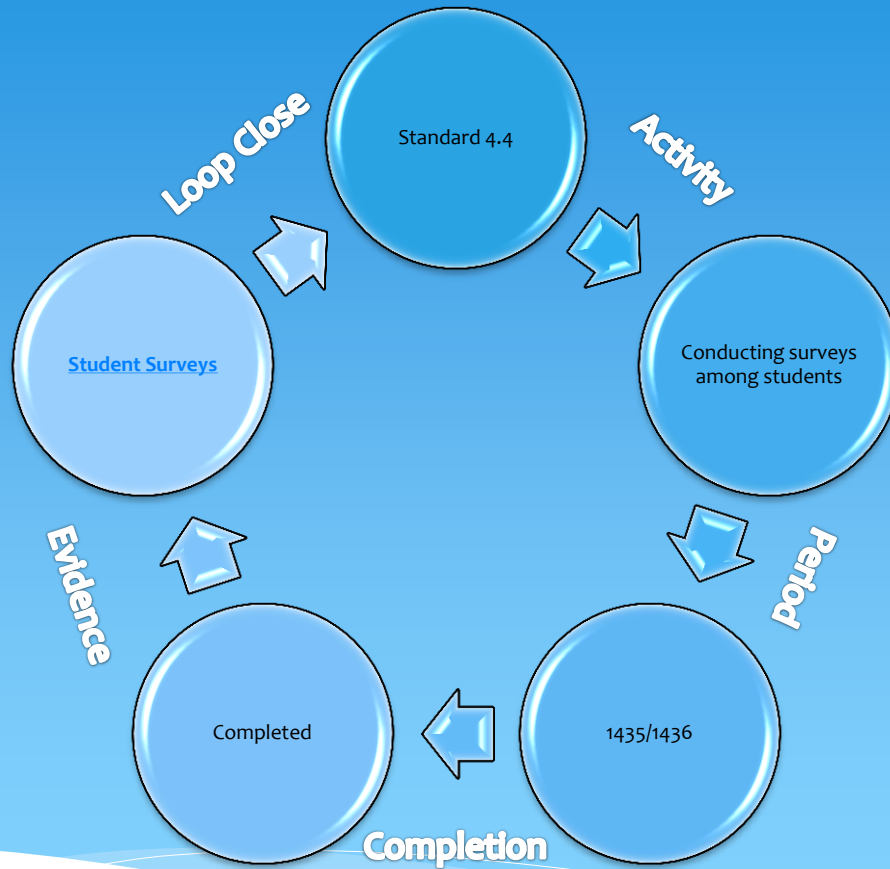 Standard 4.4
Activity
Conducting surveys
among students
Period
1435/1436
Completion
Completed
Evidence
Student Surveys
Loop Close